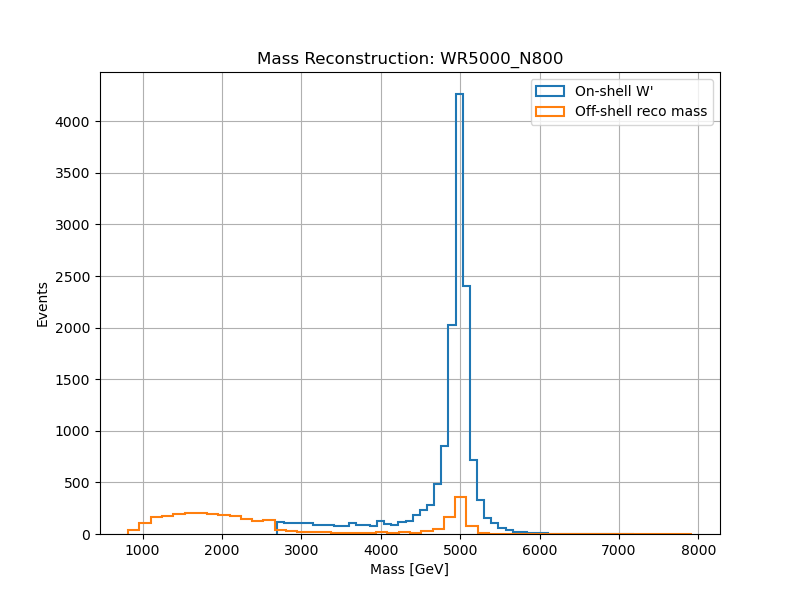 Mass Reconstruction: WR5000_N800
On-shell W'
Off-shell reco mass
4000
3500
3000
2500
2000
1500
1000
500
0
Events
1000 2000 3000 4000 5000 6000 7000 8000
Mass [GeV]